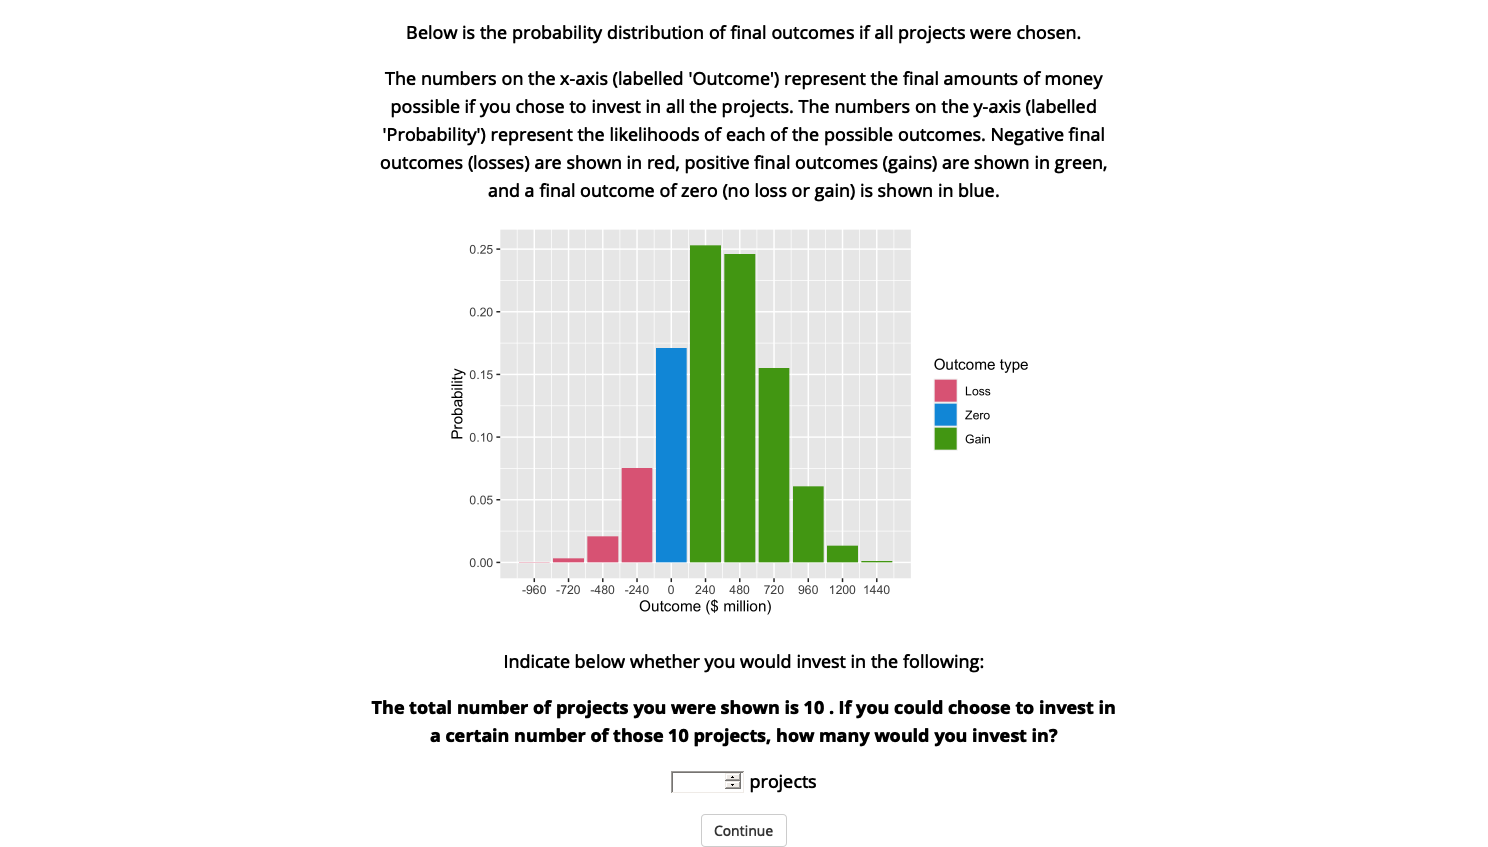 Below is the probability distribution of final outcomes if all projects were chosen.
The numbers on the x-axis (labelled 'Outcome') represent the final amounts of money
possible if you chose to invest in all the projects. The numbers on the y-axis (labelled
'Probability') represent the likelihoods of each of the possible outcomes. Negative final
outcomes (losses) are shown in red, positive final outcomes (gains) are shown in green,
and a final outcome of zero (no loss or gain) is shown in blue.
0.25
0.20
0.15
0.10
0.05
0.00
Probability
-960 -720 -480 -240 0 240 480 720 960 1200 1440
Outcome ($ million)
Outcome type
Loss
Zero
Gain
Indicate below whether you would invest in the following:
The total number of projects you were shown is 10 . If you could choose to invest in
a certain number of those 10 projects, how many would you invest in?
projects
Continue